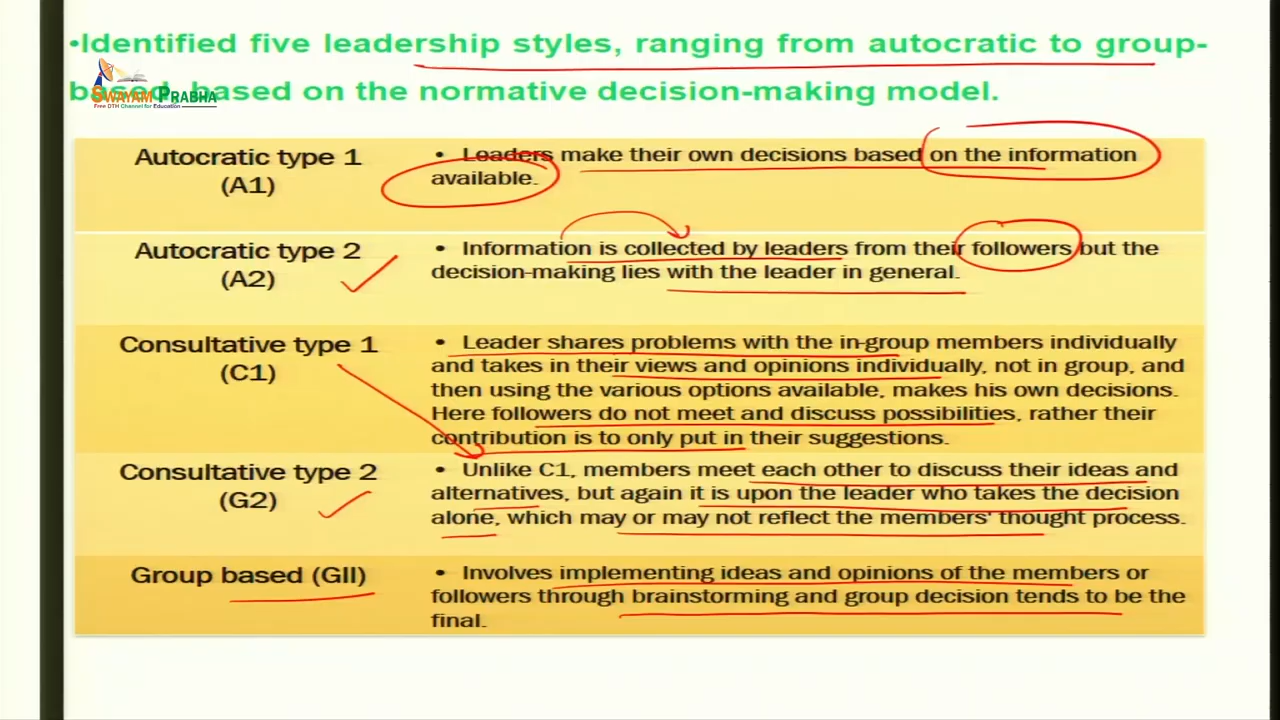 •Identified five leadership styles, ranging from autocratic to group-
based, based on the normative decision-making model.
SWAYAM PRABHA
Free DTH Channel for Education
Autocratic type 1
(A1)
• Leaders make their own decisions based on the information
available.
Autocratic type 2
(A2)
• Information is collected by leaders from their followers but the
decision-making lies with the leader in general.
Consultative type 1
(C1)
• Leader shares problems with the in-group members individually
and takes in their views and opinions individually, not in group, and
then using the various options available, makes his own decisions.
Here followers do not meet and discuss possibilities, rather their
contribution is to only put in their suggestions.
Consultative type 2
(G2)
• Unlike C1, members meet each other to discuss their ideas and
alternatives, but again it is upon the leader who takes the decision
alone, which may or may not reflect the members' thought process.
Group based (GII)
• Involves implementing ideas and opinions of the members or
followers through brainstorming and group decision tends to be the
final.